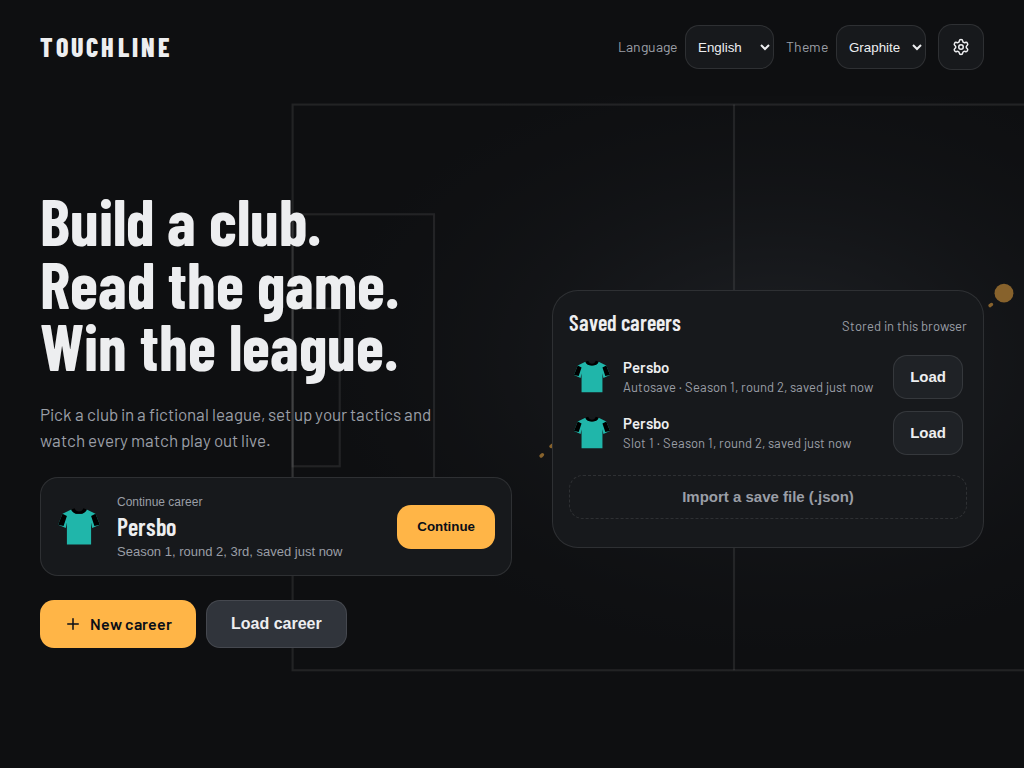 TOUCHLINE
Language English Theme Graphite
Build a club.
Read the game.
Win the league.
Pick a club in a fictional league, set up your tactics and
watch every match play out live.
Continue career
Persbo
Season 1, round 2, 3rd, saved just now
Continue
New career
Load career
Saved careers
Stored in this browser
Persbo
Autosave · Season 1, round 2, saved just now
Load
Persbo
Slot 1 · Season 1, round 2, saved just now
Load
Import a save file (.json)